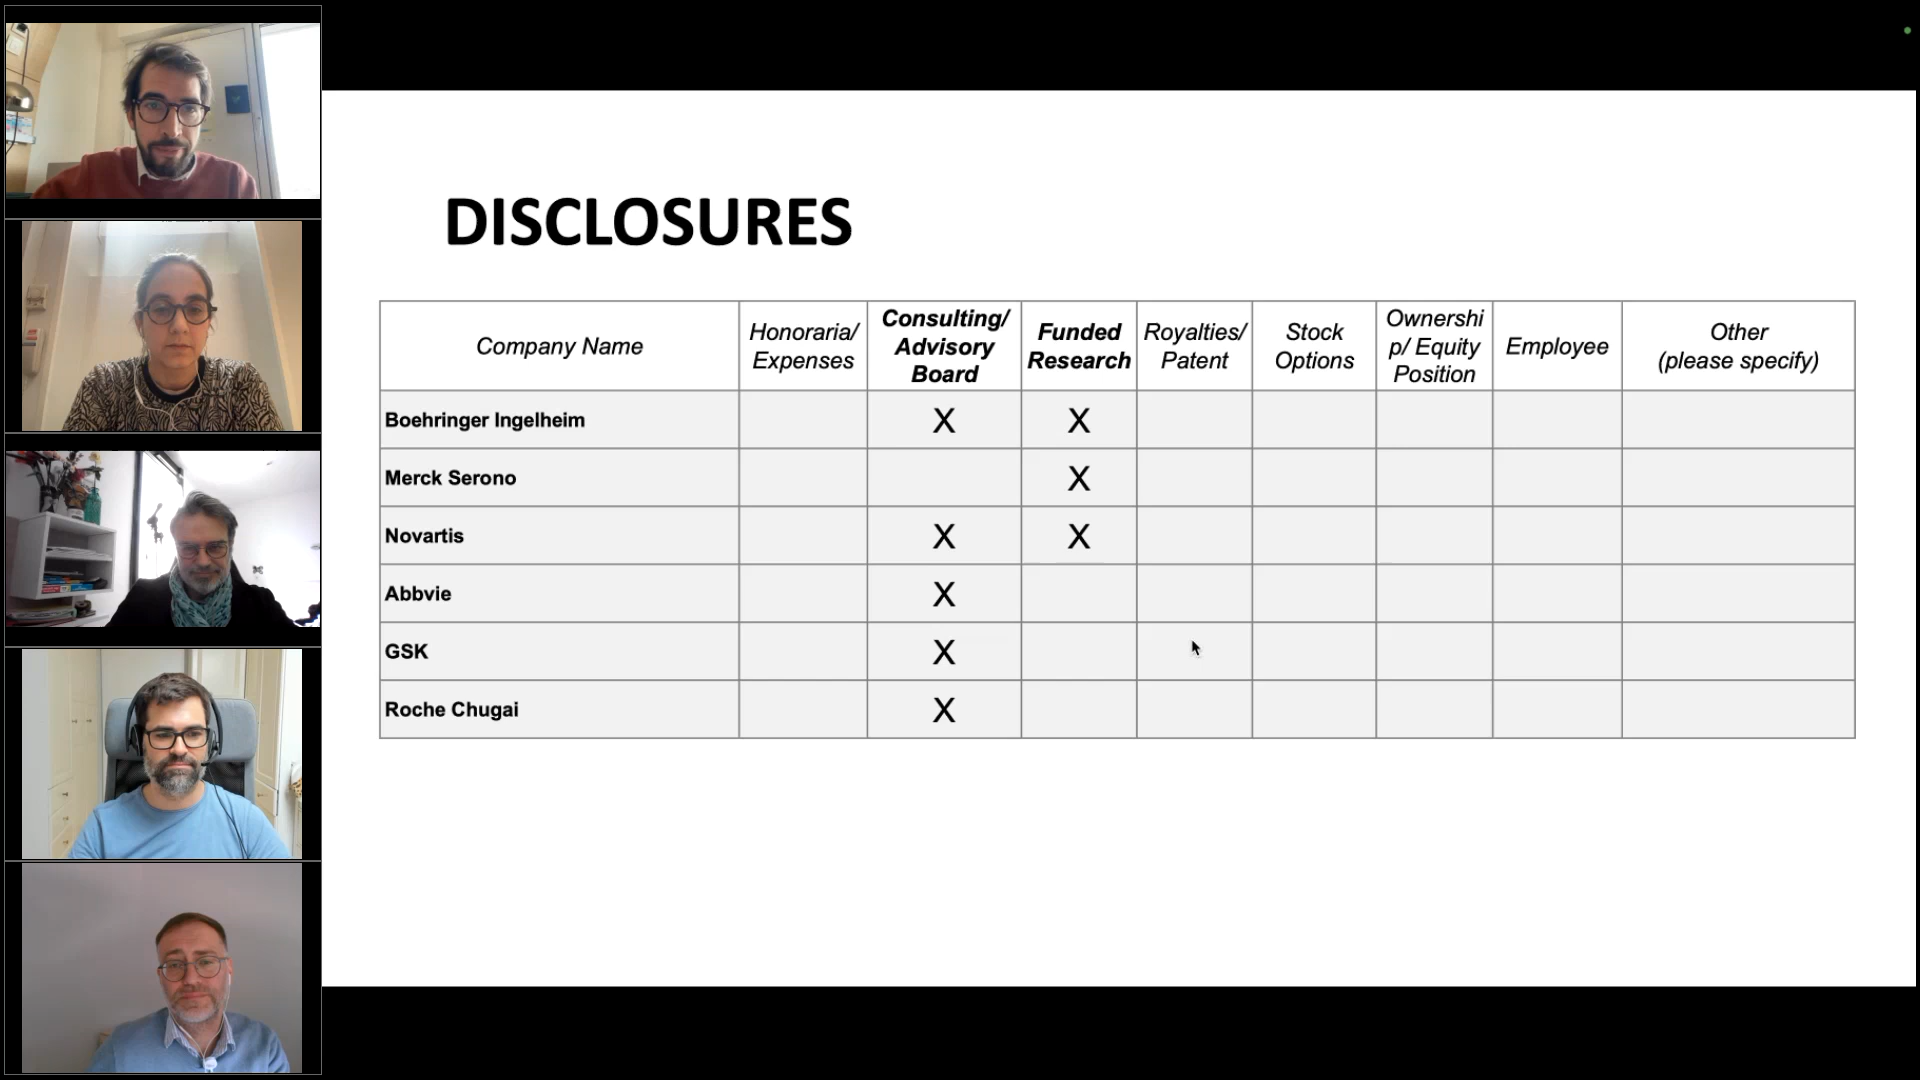 DISCLOSURES
Company Name
Honoraria/
Expenses
Consulting/
Advisory
Board
Funded
Research
Royalties/
Patent
Stock
Options
Ownershi
p/ Equity
Position
Employee
Other
(please specify)
Boehringer Ingelheim X X
Merck Serono X
Novartis X X
Abbvie X
GSK X
Roche Chugai X